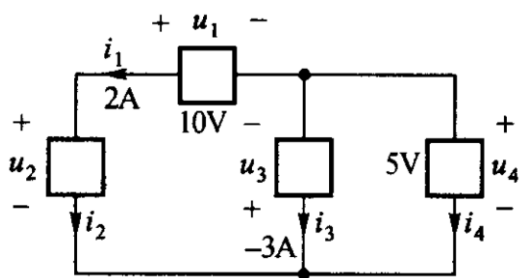 + u₁ −
i₁
2A
10V
+ − +
u₂ u₃ 5V u₄
− + −
i₂ i₃ i₄
−3A